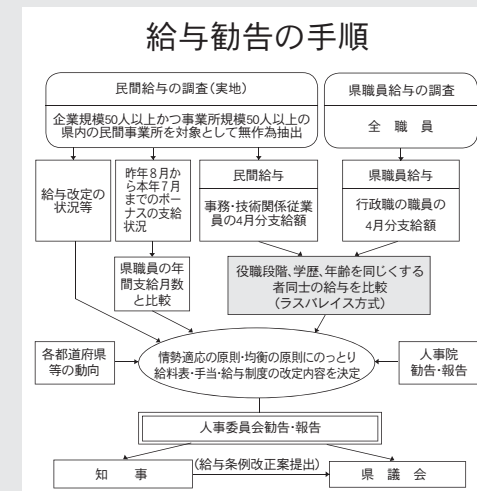 給与勧告の手順
民間給与の調査(実地)
企業規模50人以上かつ事業所規模50人以上の
県内の民間事業所を対象として無作為抽出
県職員給与の調査
全職員
給与改定の
状況等
昨年8月か
ら本年7月
までのボー
ナスの支給
状況
民間給与
事務・技術関係従業
員の4月分支給額
県職員給与
行政職の職員の
4月分支給額
県職員の年
間支給月数
と比較
役職段階、学歴、年齢を同じくする
者同士の給与を比較
(ラスパレイス方式)
各都道府県
等の動向
情勢適応の原則・均衡の原則にのっとり
給料表・手当・給与制度の改定内容を決定
人事院
勧告・報告
人事委員会勧告・報告
知事
(給与条例改正案提出)
県議会